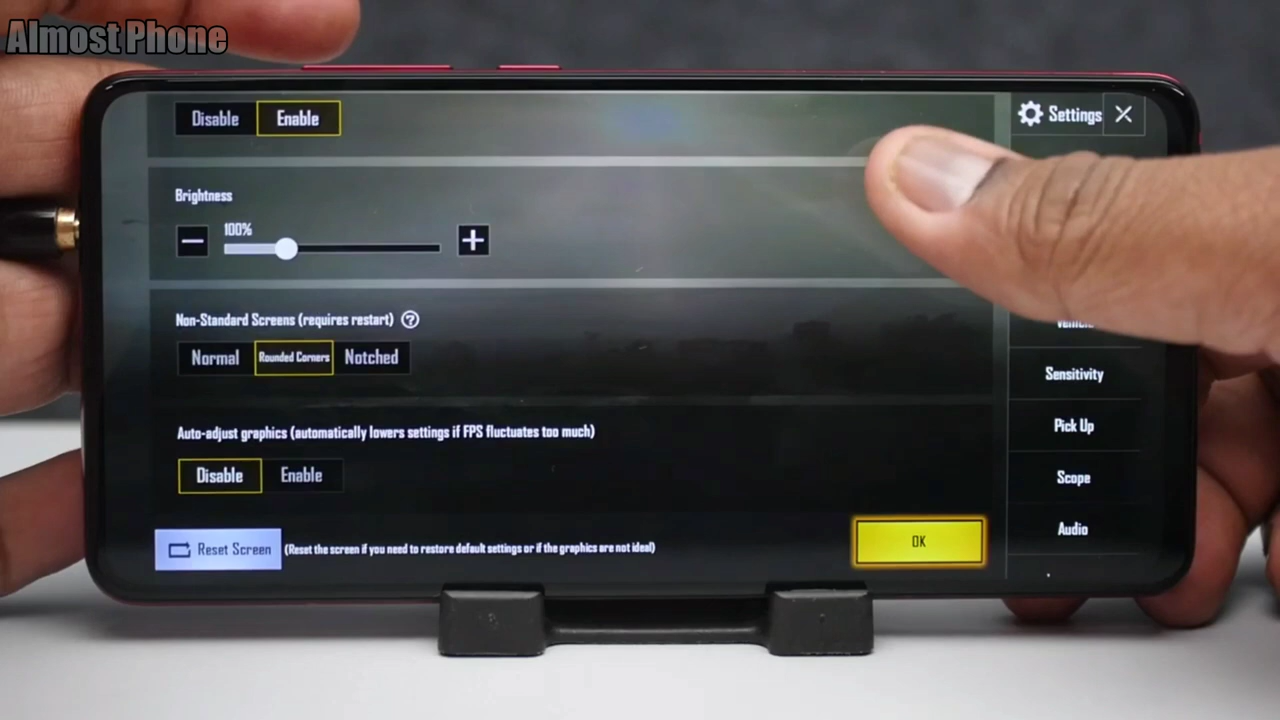 Almost Phone
Disable Enable
Settings
Brightness
100%
Non-Standard Screens (requires restart)
Normal Rounded Corners Notched
Vehicle
Sensitivity
Auto-adjust graphics (automatically lowers settings if FPS fluctuates too much)
Pick Up
Disable Enable
Scope
Audio
Reset Screen (Reset the screen if you need to restore default settings or if the graphics are not ideal)
OK